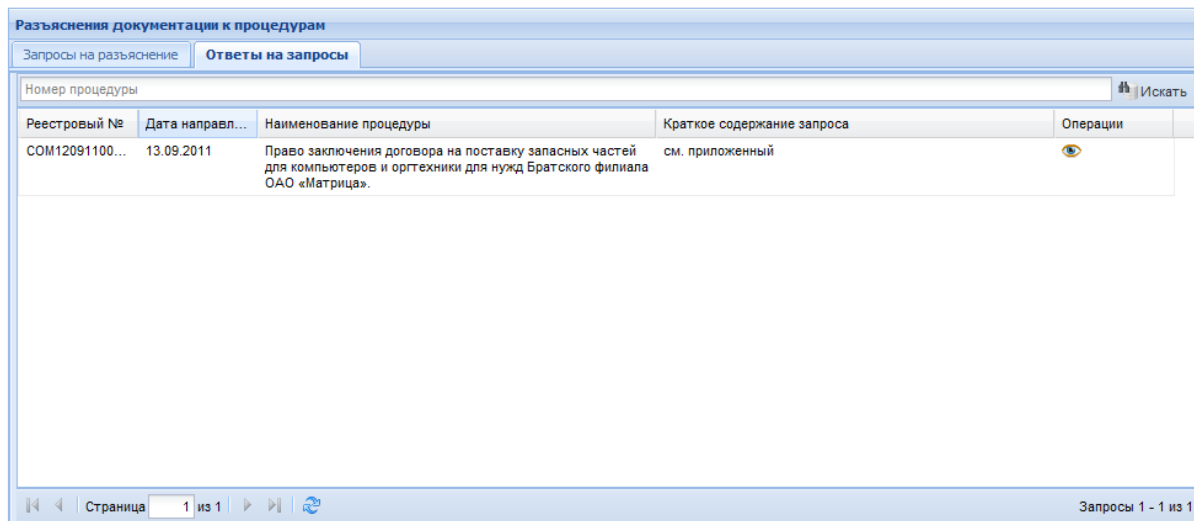 Разъяснения документации к процедурам
Запросы на разъяснение Ответы на запросы
Номер процедуры Искать
Реестровый № Дата направл... Наименование процедуры Краткое содержание запроса Операции
COM12091100... 13.09.2011 Право заключения договора на поставку запасных частей см. приложенный
для компьютеров и оргтехники для нужд Братского филиала
ОАО «Матрица».
Страница 1 из 1 Запросы 1 - 1 из 1